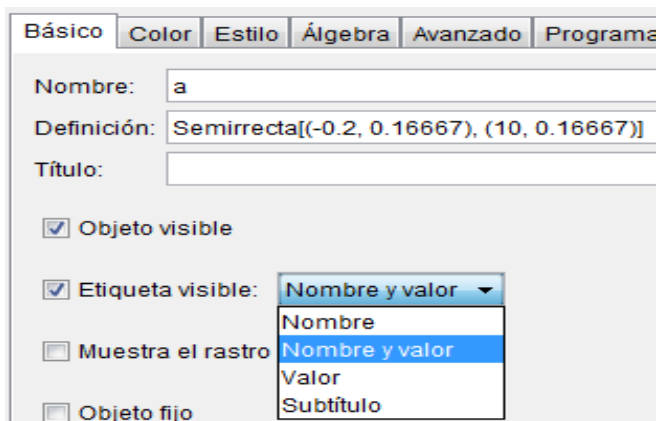 Básico Color Estilo Álgebra Avanzado Programa
Nombre: a
Definición: Semirrecta[(-0.2, 0.16667), (10, 0.16667)]
Título:
Objeto visible
Etiqueta visible: Nombre y valor
Nombre
Muestra el rastro Nombre y valor
Valor
Objeto fijo Subtítulo